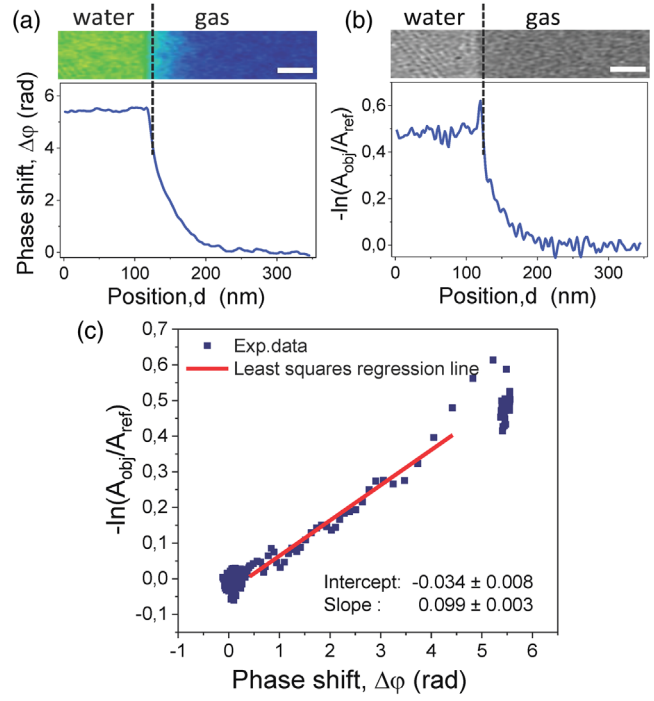 (a) water gas
Phase shift, Δφ (rad)
6
4
2
0
0 100 200 300
Position,d (nm)
(b) water gas
-ln(A_obj/A_ref)
0,6
0,4
0,2
0,0
0 100 200 300
Position,d (nm)
(c)
-ln(A_obj/A_ref)
0,7
0,6
0,5
0,4
0,3
0,2
0,1
0,0
-0,1
Exp.data
Least squares regression line
Intercept: -0.034 ± 0.008
Slope : 0.099 ± 0.003
-1 0 1 2 3 4 5 6
Phase shift, Δφ (rad)